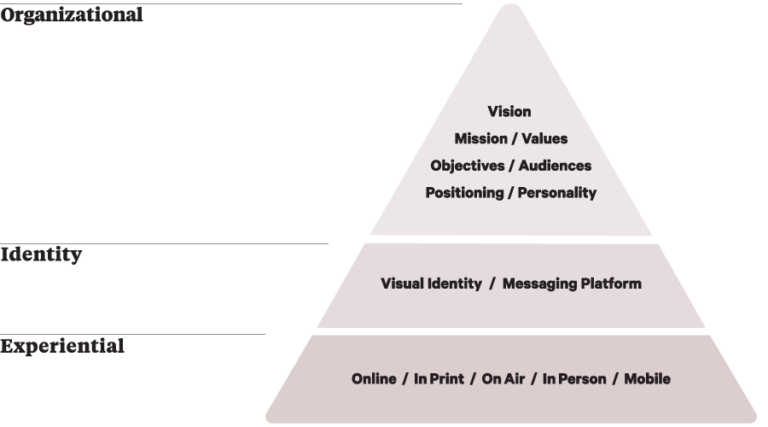 Organizational
Vision
Mission / Values
Objectives / Audiences
Positioning / Personality
Identity
Visual Identity / Messaging Platform
Experiential
Online / In Print / On Air / In Person / Mobile